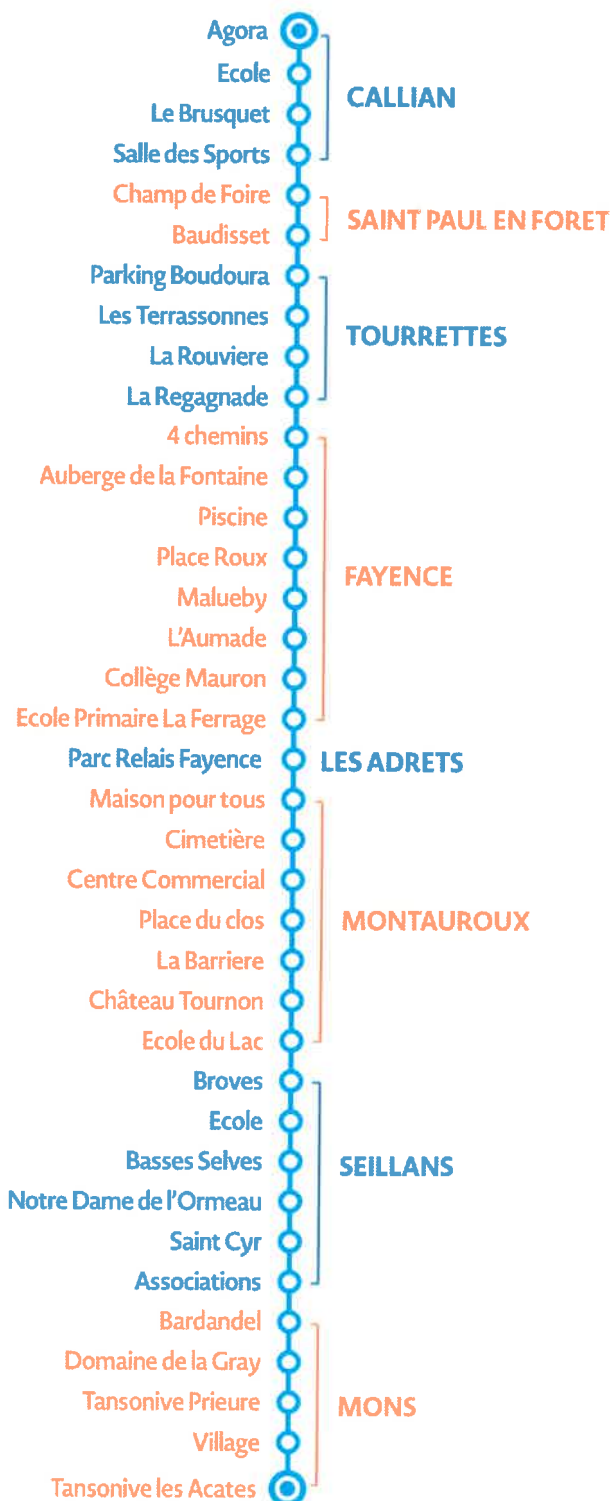 Agora
Ecole
CALLIAN
Le Brusquet
Salle des Sports
Champ de Foire
SAINT PAUL EN FORET
Baudisset
Parking Boudoura
Les Terrassonnes
TOURRETTES
La Rouviere
La Regagnade
4 chemins
Auberge de la Fontaine
Piscine
Place Roux
FAYENCE
Malueby
L'Aumade
Collège Mauron
Ecole Primaire La Ferrage
Parc Relais Fayence
LES ADRETS
Maison pour tous
Cimetière
Centre Commercial
Place du clos
MONTAUROUX
La Barriere
Château Tournon
Ecole du Lac
Broves
Ecole
Basses Selves
SEILLANS
Notre Dame de l'Ormeau
Saint Cyr
Associations
Bardandel
Domaine de la Gray
Tansonive Prieure
MONS
Village
Tansonive les Acates